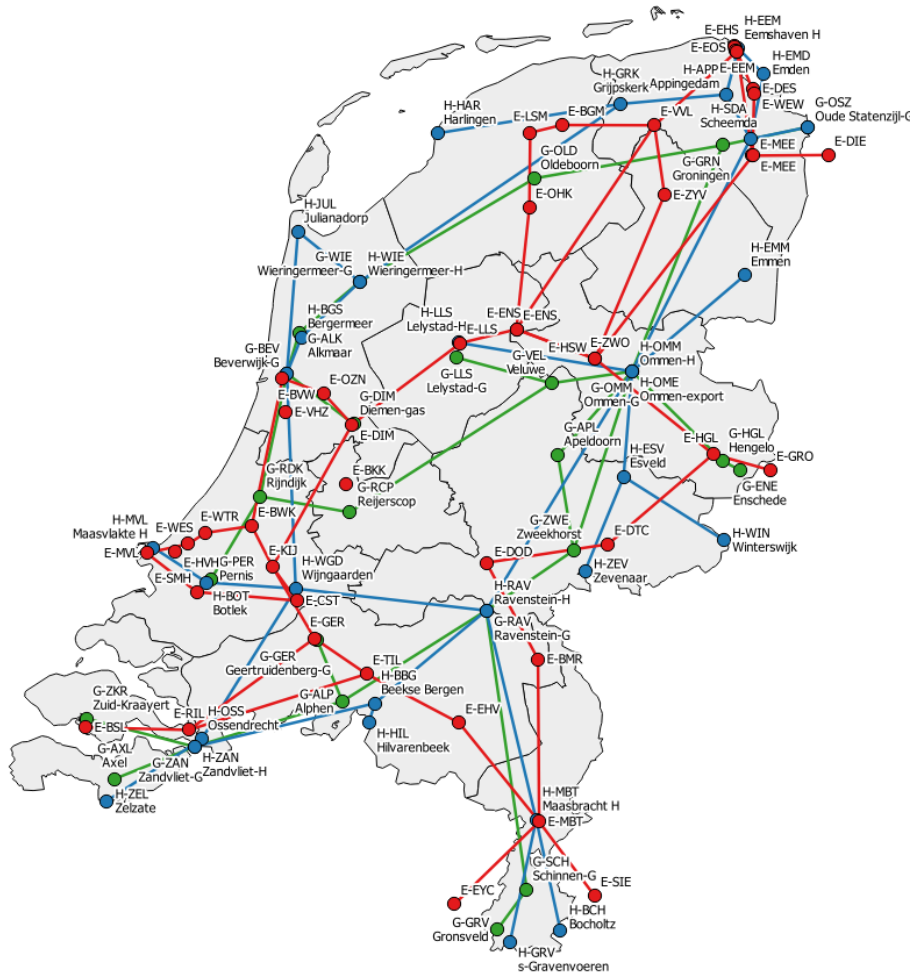 H-EEM
Eemshaven H
E-EHS
E-EOS
E-EEM
H-EMD
Emden
H-GRK
Grijpskerk
H-APP
Appingedam
E-DES
E-WEW
H-HAR
Harlingen
E-LSM
E-BGM
E-VVL
H-SDA
Scheemda
G-OSZ
Oude Statenzijl-G
E-MEE
E-MEE
E-DIE
G-OLD
Oldeboorn
G-GRN
Groningen
E-OHK
E-ZYV
H-JUL
Julianadorp
G-WIE
Wieringermeer-G
H-WIE
Wieringermeer-H
H-EMM
Emmen
H-BGS
Bergermeer
G-ALK
Alkmaar
H-LLS
Lelystad-H
E-LLS
E-ENS
E-ENS
G-BEV
Beverwijk-G
G-LLS
Lelystad-G
G-VEL
Veluwe
E-HSW
E-ZWO
H-OMM
Ommen-H
G-OMM
Ommen-G
H-OME
Ommen-export
E-OZN
E-BVW
E-VHZ
G-DIM
Diemen-gas
E-DIM
G-APL
Apeldoorn
H-ESV
Esveld
E-HGL
G-HGL
Hengelo
E-GRO
G-ENE
Enschede
G-RDK
Rijndijk
E-BKK
G-RCP
Reijerscop
E-BWK
G-ZWE
Zweekhorst
E-DTC
H-WIN
Winterswijk
H-MVL
Maasvlakte H
E-WES
E-WTR
E-MVL
E-HVH
G-PER
Pernis
E-SMH
H-BOT
Botlek
E-KIJ
H-WGD
Wijngaarden
E-CST
E-DOD
H-ZEV
Zevenaar
H-RAV
Ravenstein-H
G-RAV
Ravenstein-G
E-GER
G-GER
Geertruidenberg-G
E-TIL
H-BBG
Beekse Bergen
E-BMR
G-ZKR
Zuid-Kraayert
E-BSL
E-RIL
H-OSS
Ossendrecht
G-ALP
Alphen
E-EHV
H-HIL
Hilvarenbeek
G-AXL
Axel
G-ZAN
Zandvliet-G
H-ZAN
Zandvliet-H
H-ZEL
Zelzate
H-MBT
Maasbracht H
E-MBT
G-SCH
Schinnen-G
E-EYC
E-SIE
G-GRV
Gronsveld
H-BCH
Bocholtz
H-GRV
s-Gravenvoeren